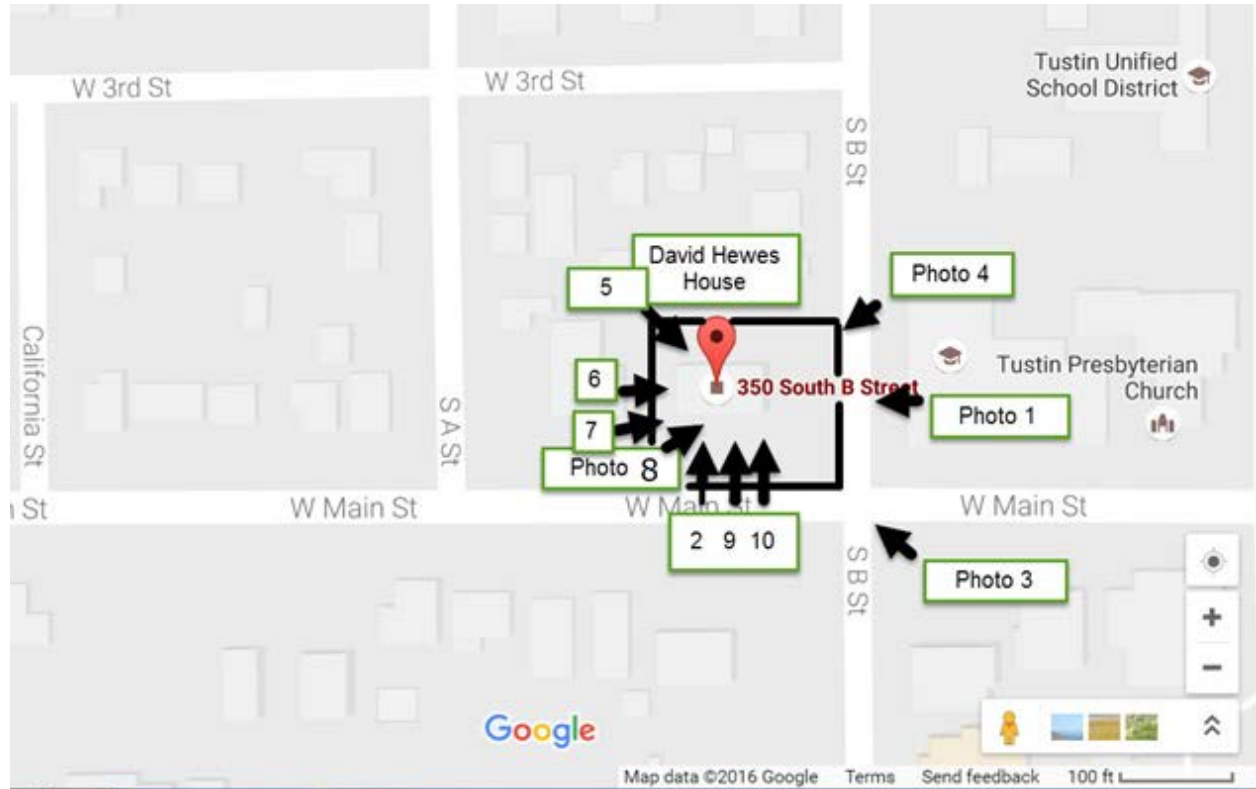 W 3rd St
W 3rd St
Tustin Unified
School District
S B St
David Hewes
House
5
Photo 4
6
350 South B Street
Tustin Presbyterian
Church
California St
S A St
7
Photo 1
Photo 8
St
W Main St
W Main St
W Main St
2 9 10
S B St
Photo 3
Google
Map data ©2016 Google Terms Send feedback 100 ft